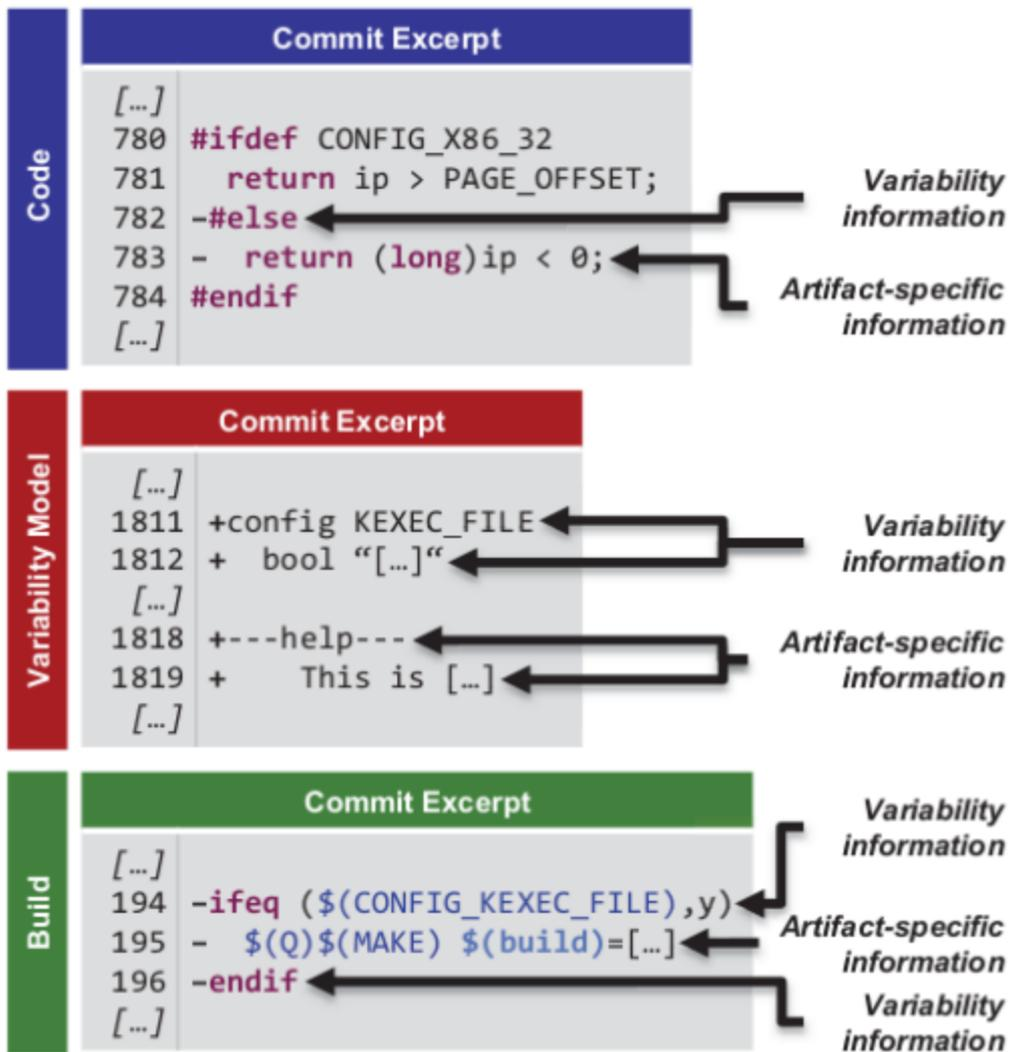 Code
Commit Excerpt
[…]
780 #ifdef CONFIG_X86_32
781 return ip > PAGE_OFFSET;
782 -#else
783 - return (long)ip < 0;
784 #endif
[…]
Variability
information
Artifact-specific
information
Variability Model
Commit Excerpt
[…]
1811 +config KEXEC_FILE
1812 + bool “[…]“
[…]
1818 +---help---
1819 + This is […]
[…]
Variability
information
Artifact-specific
information
Build
Commit Excerpt
[…]
194 -ifeq ($(CONFIG_KEXEC_FILE),y)
195 - $(Q)$(MAKE) $(build)=[…]
196 -endif
[…]
Variability
information
Artifact-specific
information
Variability
information